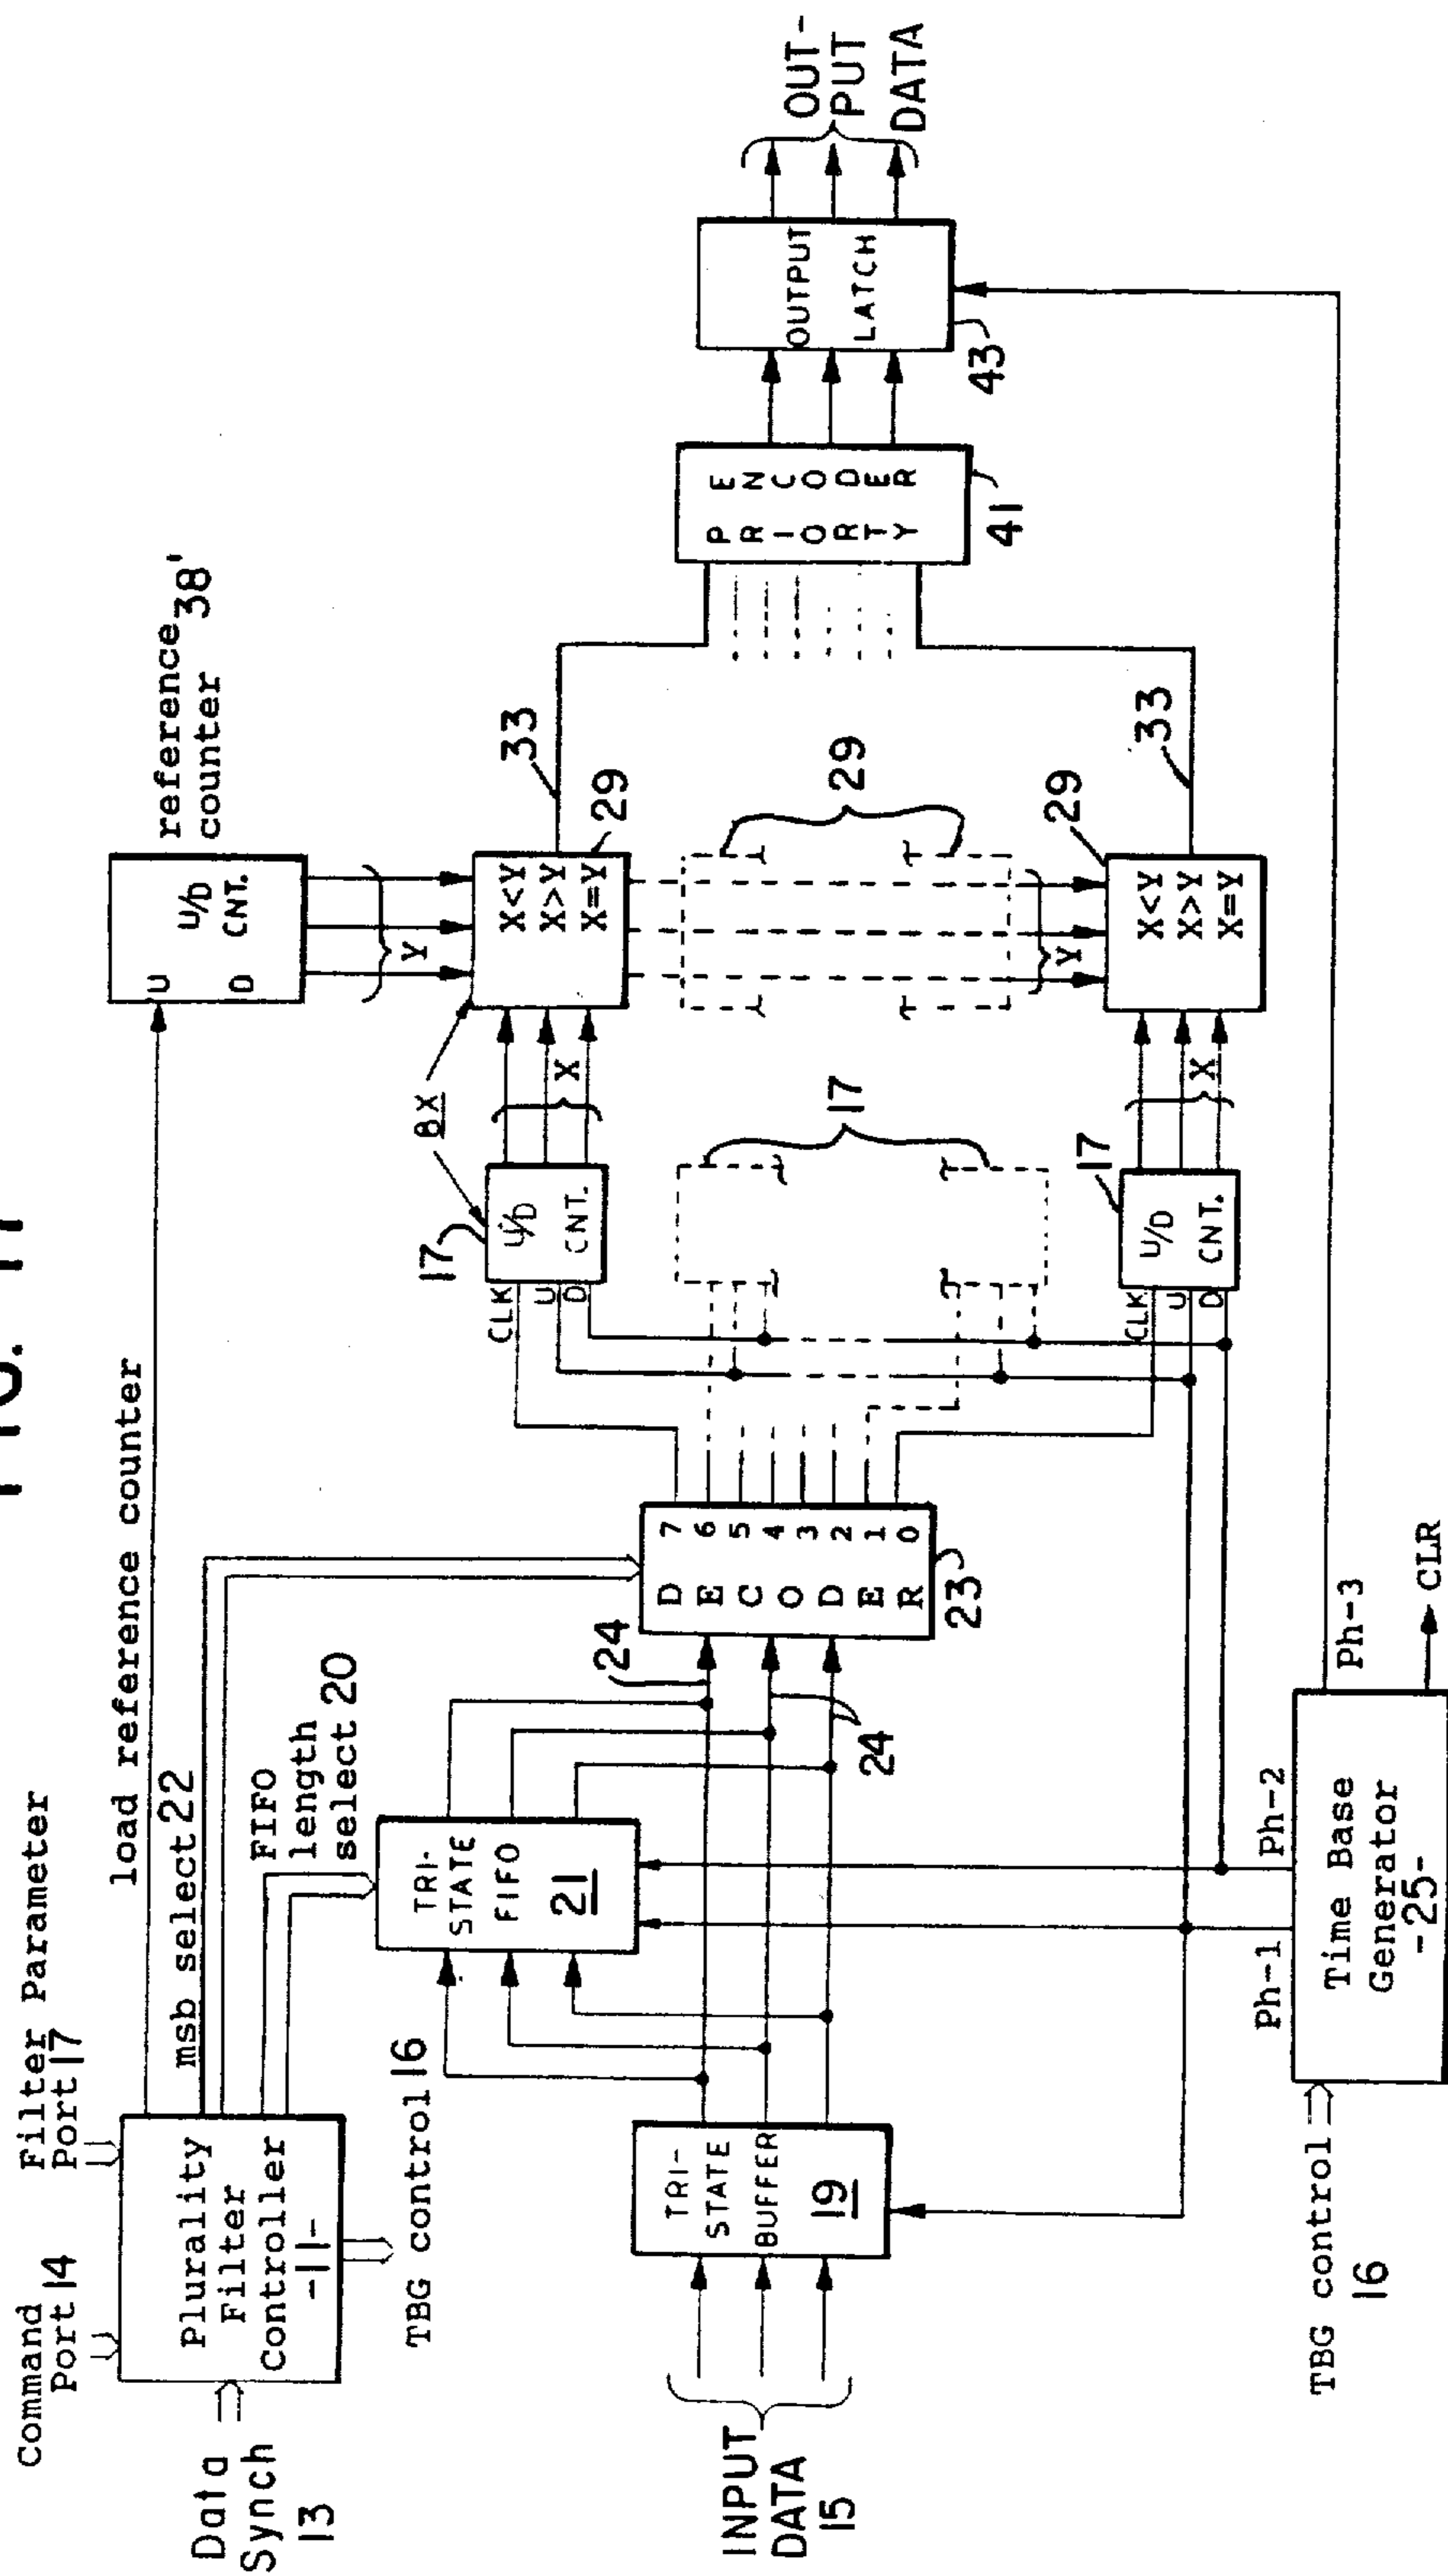 FIG. 11
Command
Port 14
Filter Parameter
Port 17
Data
Synch
13
Plurality
Filter
Controller
-11-
load reference counter
msb select 22
FIFO
length
select 20
TBG control 16
U
D
U/D
CNT.
reference
counter 38'
INPUT
DATA
15
TRI-
STATE
BUFFER
19
TRI-
STATE
FIFO
21
24
24
DECODER
7
6
5
4
3
2
1
0
23
CLK
U
D
17
U/D
CNT.
8X
X
Y
X<Y
X>Y
X=Y
29
33
17
29
CLK
U
D
17
U/D
CNT.
X
Y
X<Y
X>Y
X=Y
29
33
PRIORTY
ENCODER
41
OUTPUT
LATCH
43
OUT-
PUT
DATA
TBG control
16
Time Base
Generator
-25-
Ph-1
Ph-2
Ph-3
CLR